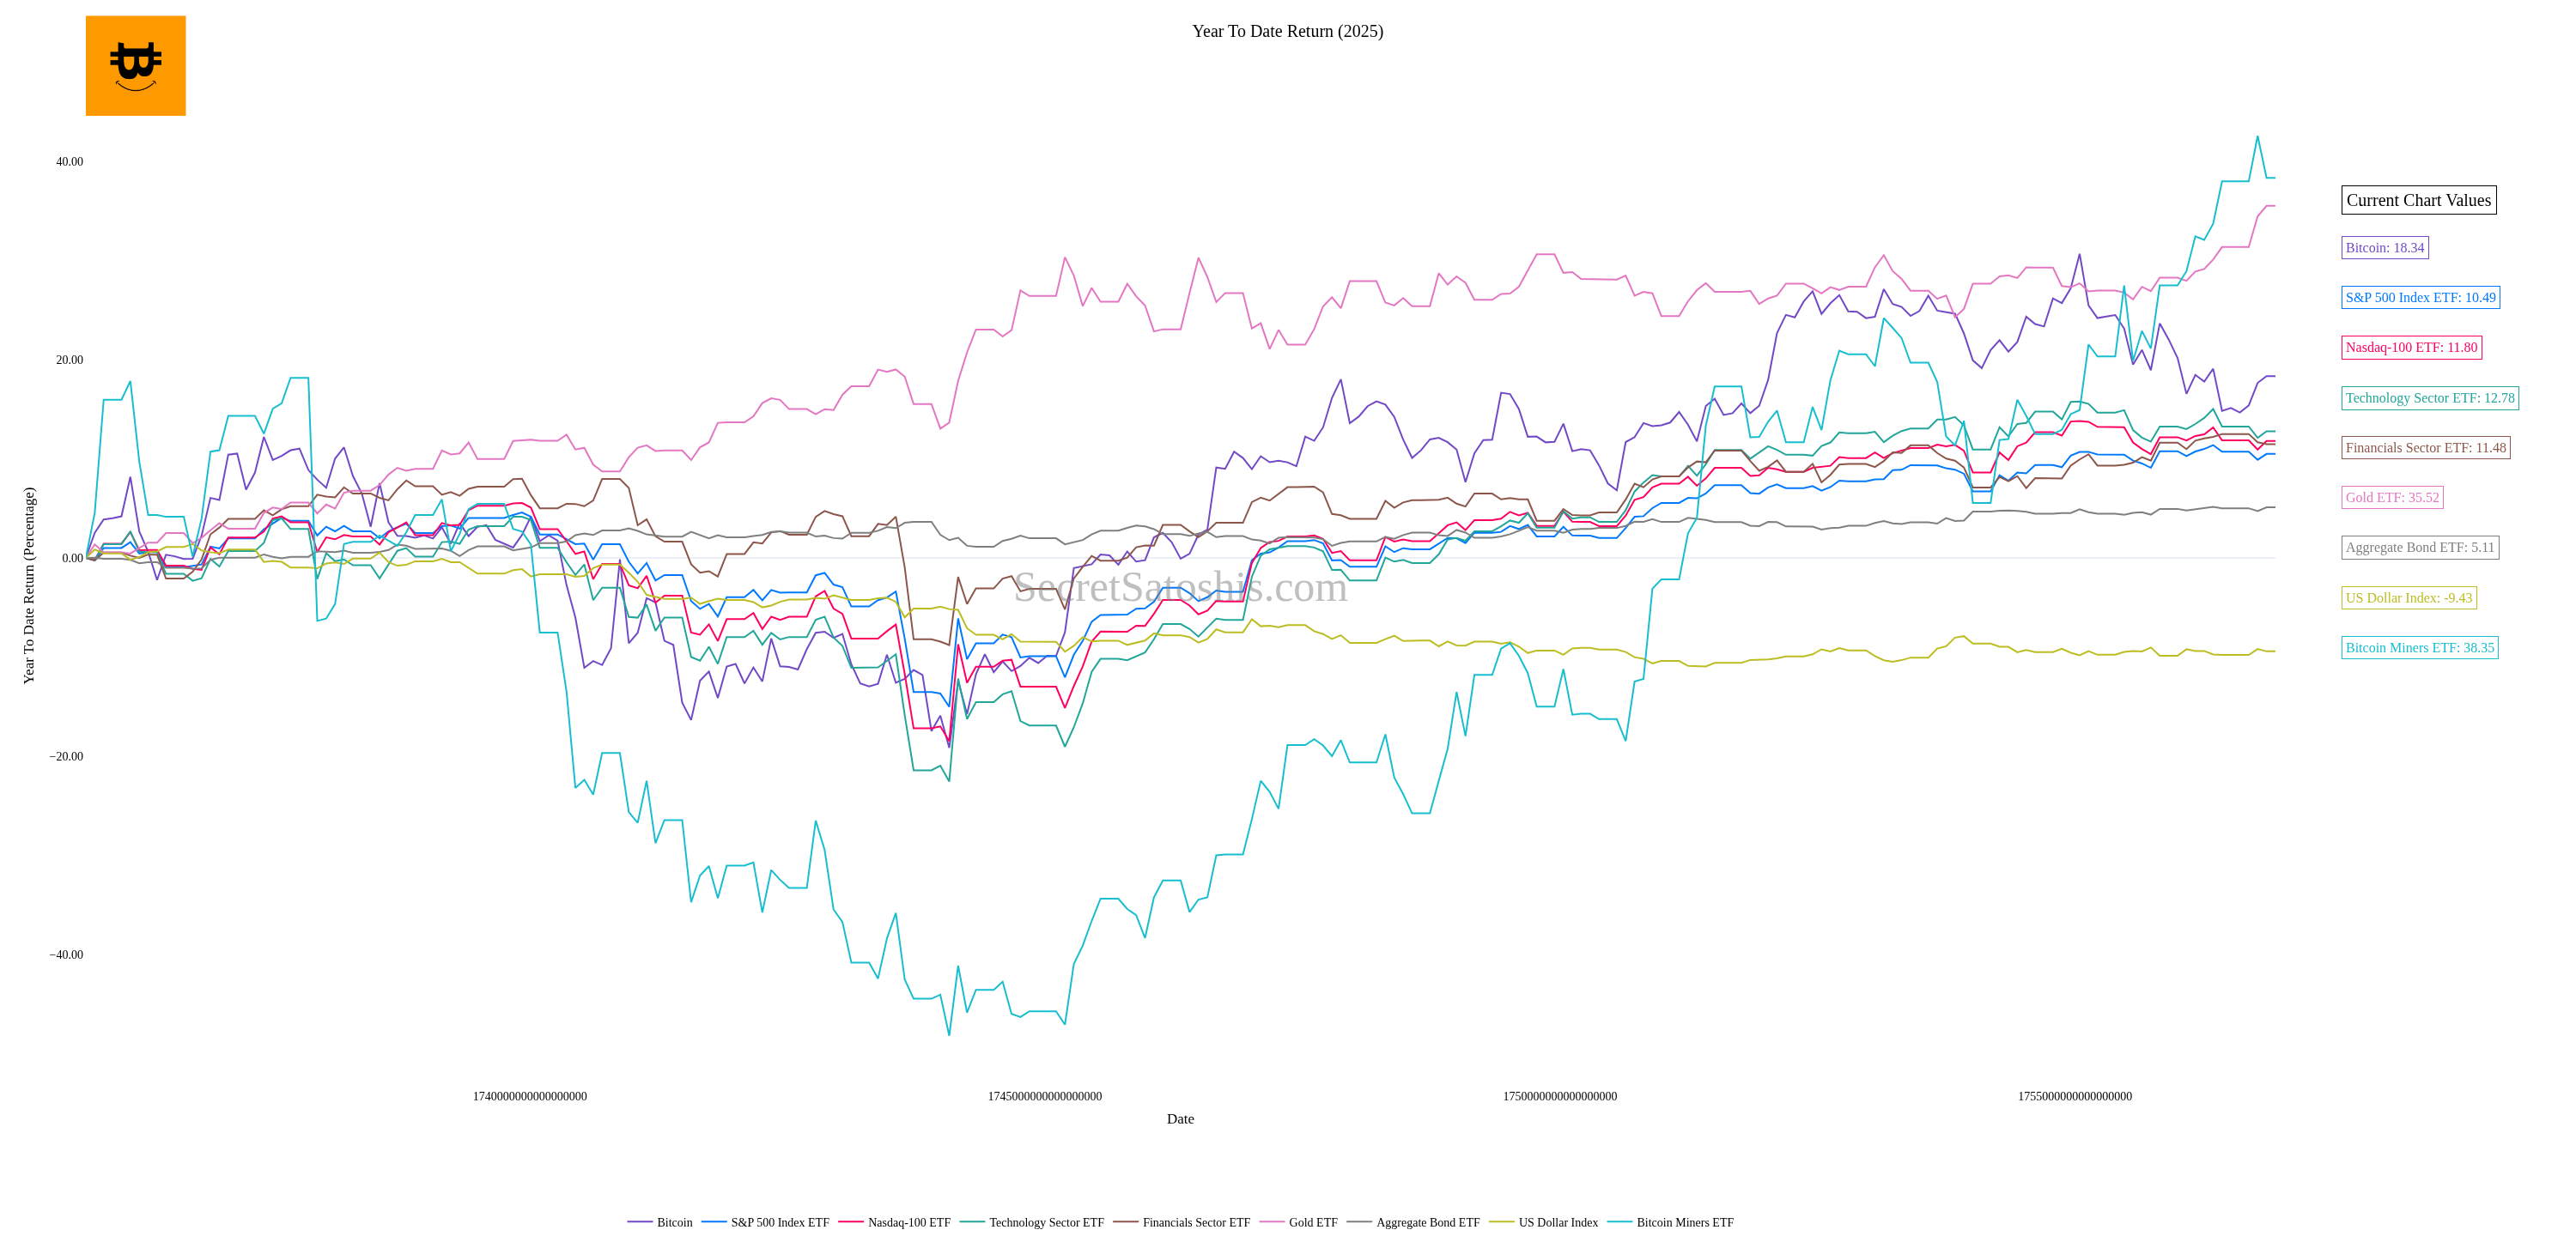 Year To Date Return (2025)
40.00
20.00
0.00
−20.00
−40.00
Year To Date Return (Percentage)
SecretSatoshis.com
Current Chart Values
Bitcoin: 18.34
S&P 500 Index ETF: 10.49
Nasdaq-100 ETF: 11.80
Technology Sector ETF: 12.78
Financials Sector ETF: 11.48
Gold ETF: 35.52
Aggregate Bond ETF: 5.11
US Dollar Index: -9.43
Bitcoin Miners ETF: 38.35
1740000000000000000 1745000000000000000 1750000000000000000 1755000000000000000
Date
Bitcoin S&P 500 Index ETF Nasdaq-100 ETF Technology Sector ETF Financials Sector ETF Gold ETF Aggregate Bond ETF US Dollar Index Bitcoin Miners ETF